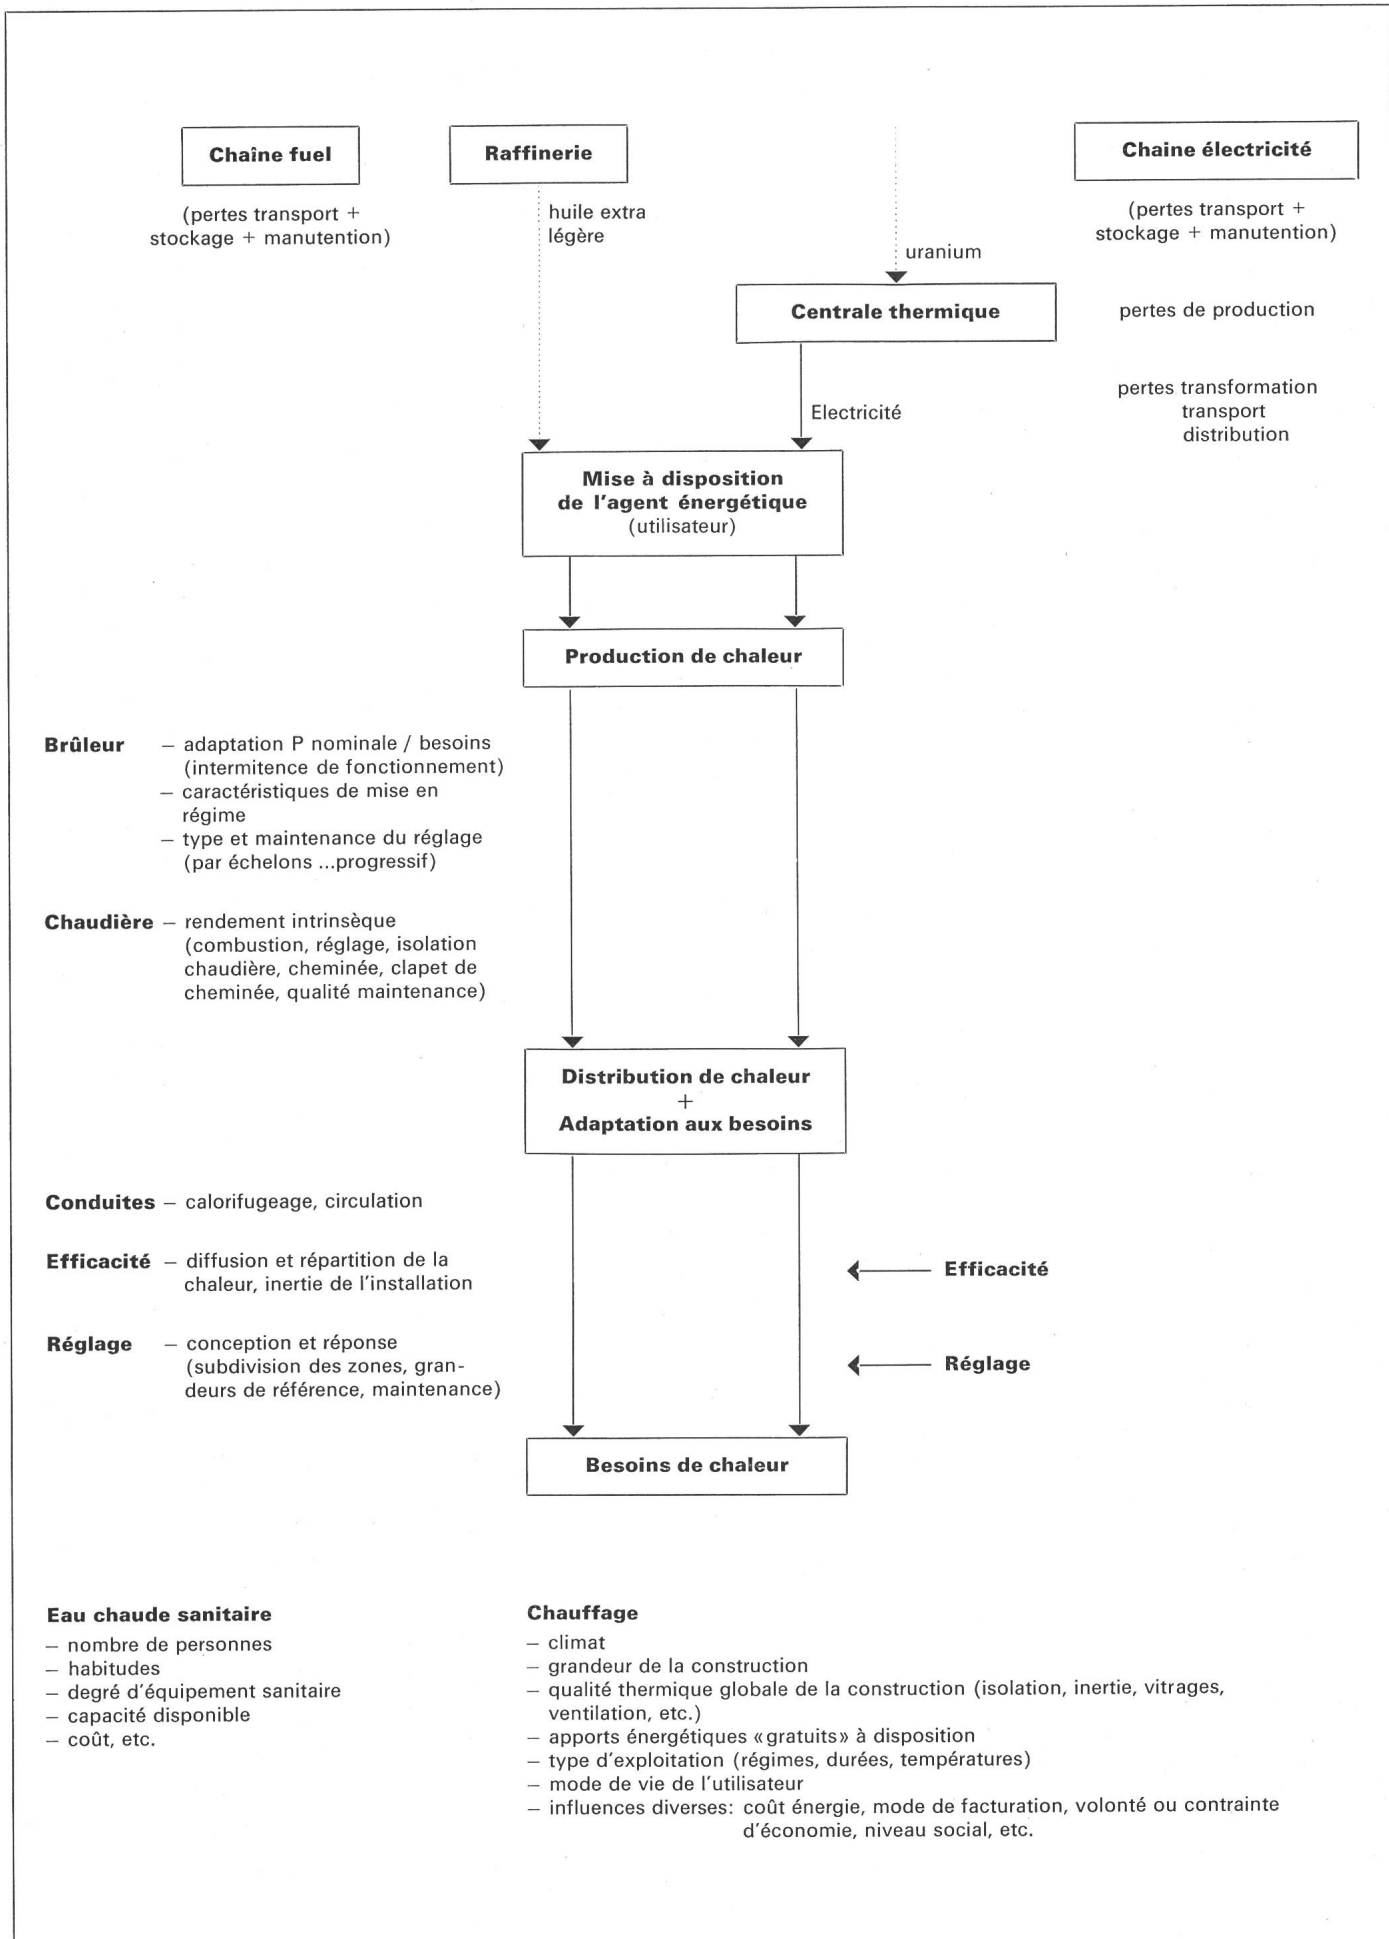 Chaîne fuel
Raffinerie
Chaine électricité
(pertes transport +
stockage + manutention)
huile extra
légère
(pertes transport +
stockage + manutention)
uranium
Centrale thermique
pertes de production
Electricité
pertes transformation
transport
distribution
Mise à disposition
de l'agent énergétique
(utilisateur)
Production de chaleur
Brûleur – adaptation P nominale / besoins
(intermitence de fonctionnement)
– caractéristiques de mise en
régime
– type et maintenance du réglage
(par échelons ...progressif)
Chaudière – rendement intrinsèque
(combustion, réglage, isolation
chaudière, cheminée, clapet de
cheminée, qualité maintenance)
Distribution de chaleur
+
Adaptation aux besoins
Conduites – calorifugeage, circulation
Efficacité – diffusion et répartition de la
chaleur, inertie de l'installation
Efficacité
Réglage – conception et réponse
(subdivision des zones, gran-
deurs de référence, maintenance)
Réglage
Besoins de chaleur
Eau chaude sanitaire
– nombre de personnes
– habitudes
– degré d'équipement sanitaire
– capacité disponible
– coût, etc.
Chauffage
– climat
– grandeur de la construction
– qualité thermique globale de la construction (isolation, inertie, vitrages,
ventilation, etc.)
– apports énergétiques «gratuits» à disposition
– type d'exploitation (régimes, durées, températures)
– mode de vie de l'utilisateur
– influences diverses: coût énergie, mode de facturation, volonté ou contrainte
d'économie, niveau social, etc.